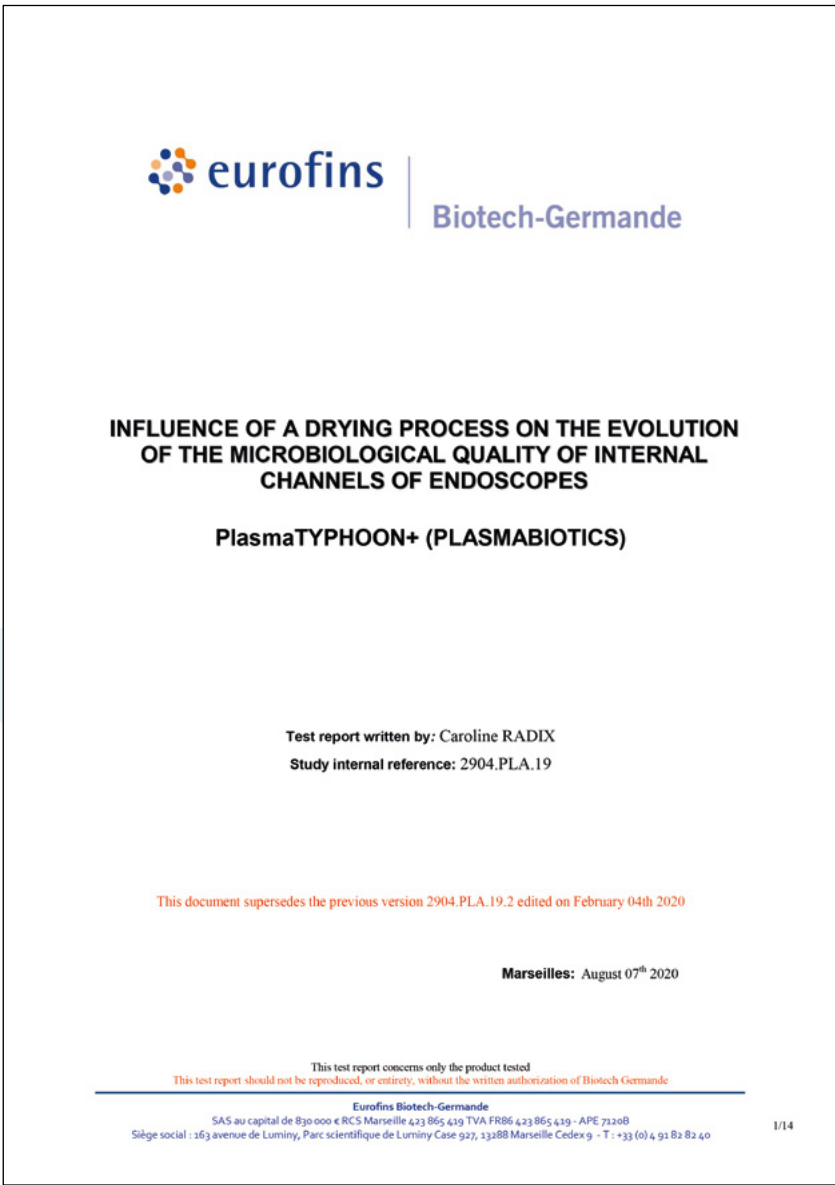 eurofins
Biotech-Germande
INFLUENCE OF A DRYING PROCESS ON THE EVOLUTION
OF THE MICROBIOLOGICAL QUALITY OF INTERNAL
CHANNELS OF ENDOSCOPES
PlasmaTYPHOON+ (PLASMABIOTICS)
Test report written by: Caroline RADIX
Study internal reference: 2904.PLA.19
This document supersedes the previous version 2904.PLA.19.2 edited on February 04th 2020
Marseilles: August 07th 2020
This test report concerns only the product tested
This test report should not be reproduced, or entirety, without the written authorization of Biotech Germande
Eurofins Biotech-Germande
SAS au capital de 830 000 € RCS Marseille 423 865 419 TVA FR86 423 865 419 - APE 7120B
Siège social : 163 avenue de Luminy, Parc scientifique de Luminy Case 927, 13288 Marseille Cedex 9 - T : +33 (0) 4 91 82 82 40
1/14